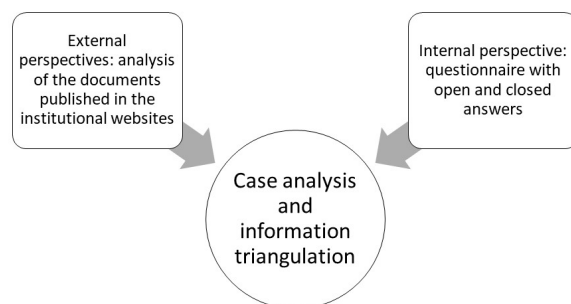 External
perspectives: analysis
of the documents
published in the
institutional websites
Internal perspective:
questionnaire with
open and closed
answers
Case analysis
and
information
triangulation